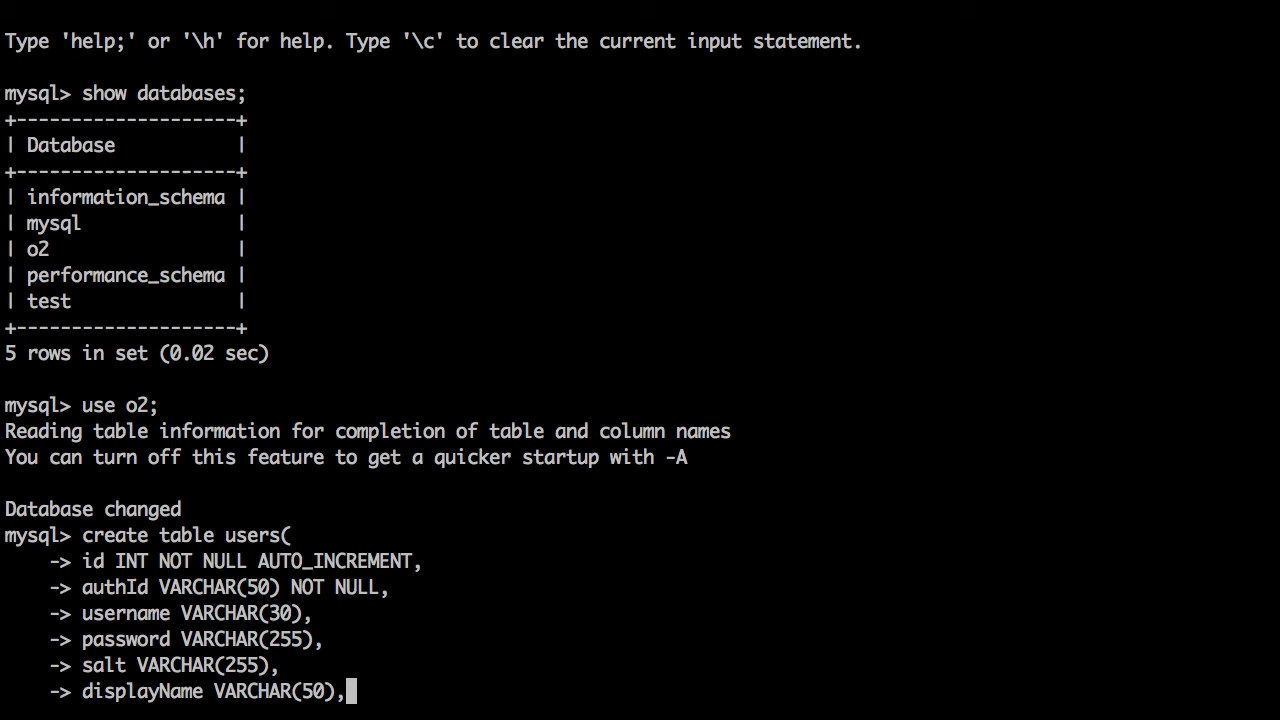 Type 'help;' or '\h' for help. Type '\c' to clear the current input statement.
mysql> show databases;
+--------------------+
| Database           |
+--------------------+
| information_schema |
| mysql              |
| o2                 |
| performance_schema |
| test               |
+--------------------+
5 rows in set (0.02 sec)
mysql> use o2;
Reading table information for completion of table and column names
You can turn off this feature to get a quicker startup with -A
Database changed
mysql> create table users(
    -> id INT NOT NULL AUTO_INCREMENT,
    -> authId VARCHAR(50) NOT NULL,
    -> username VARCHAR(30),
    -> password VARCHAR(255),
    -> salt VARCHAR(255),
    -> displayName VARCHAR(50),